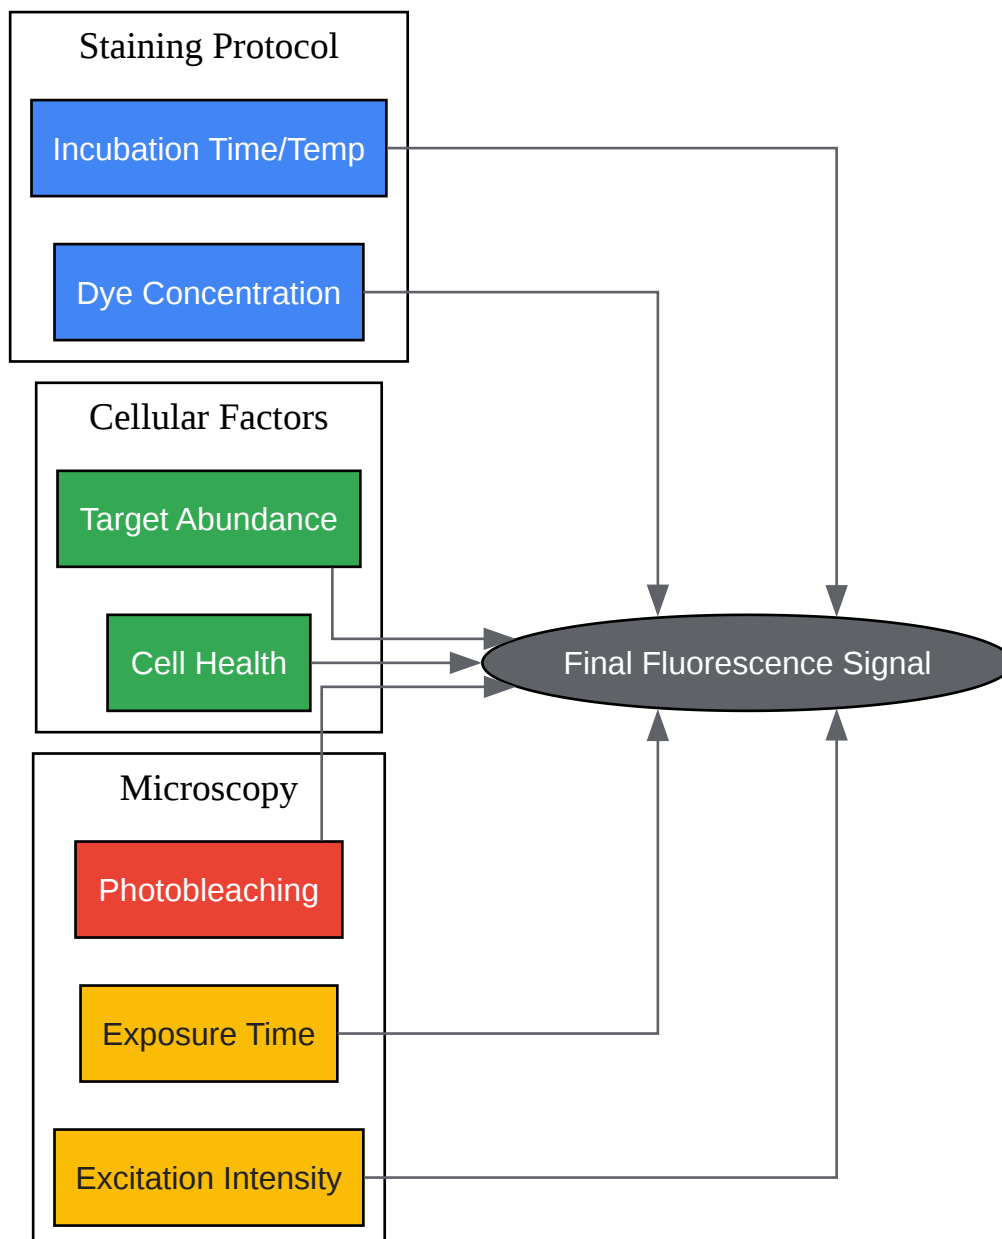 Staining Protocol
Incubation Time/Temp
Dye Concentration
Cellular Factors
Target Abundance
Cell Health
Final Fluorescence Signal
Microscopy
Photobleaching
Exposure Time
Excitation Intensity